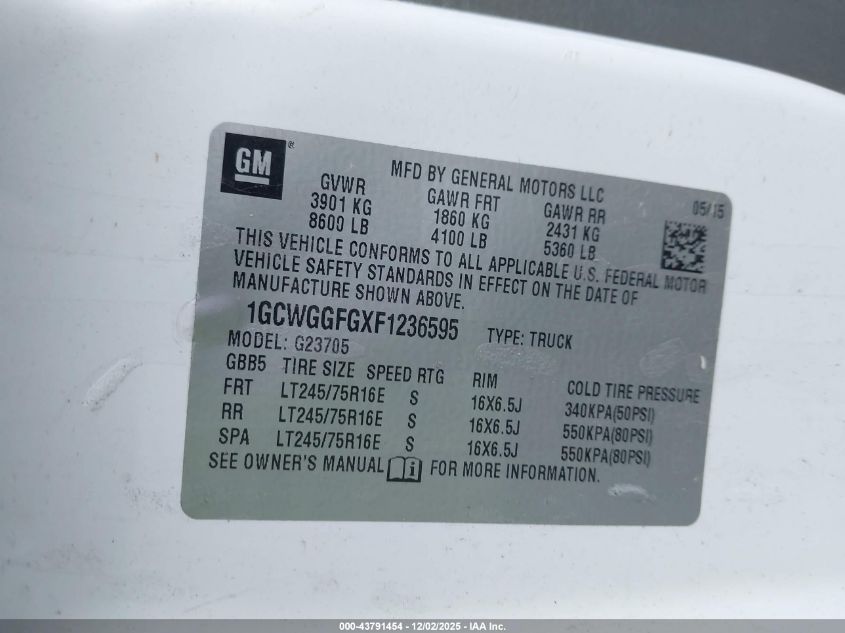 GM®
MFD BY GENERAL MOTORS LLC
05/15
GVWR GAWR FRT GAWR RR
3901 KG 1860 KG 2431 KG
8600 LB 4100 LB 5360 LB
THIS VEHICLE CONFORMS TO ALL APPLICABLE U.S. FEDERAL MOTOR
VEHICLE SAFETY STANDARDS IN EFFECT ON THE DATE OF
MANUFACTURE SHOWN ABOVE.
1GCWGGFGXF1236595 TYPE: TRUCK
MODEL: G23705
GBB5 TIRE SIZE SPEED RTG RIM COLD TIRE PRESSURE
FRT LT245/75R16E S 16X6.5J 340KPA(50PSI)
RR LT245/75R16E S 16X6.5J 550KPA(80PSI)
SPA LT245/75R16E S 16X6.5J 550KPA(80PSI)
SEE OWNER'S MANUAL i FOR MORE INFORMATION.
000-43791454 - 12/02/2025 - IAA Inc.